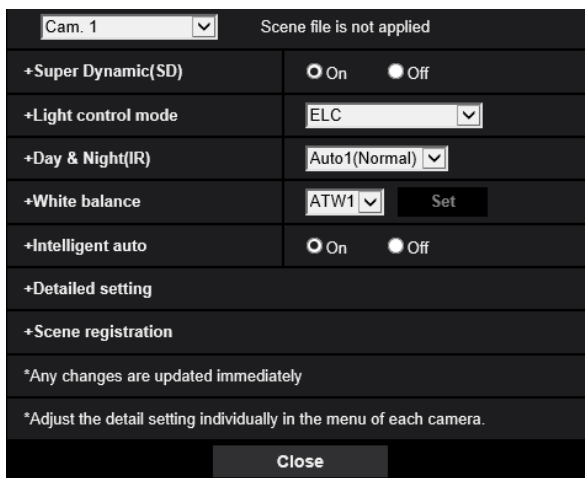 Cam. 1 Scene file is not applied
+Super Dynamic(SD) On Off
+Light control mode ELC
+Day & Night(IR) Auto1(Normal)
+White balance ATW1 Set
+Intelligent auto On Off
+Detailed setting
+Scene registration
*Any changes are updated immediately
*Adjust the detail setting individually in the menu of each camera.
Close